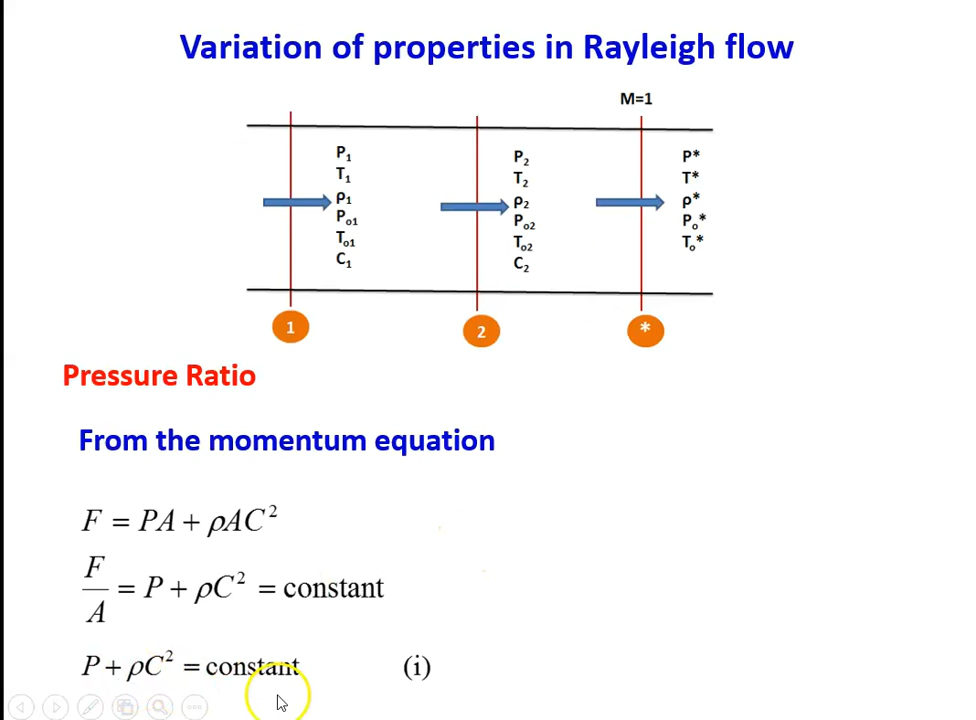 Variation of properties in Rayleigh flow
M=1
P₁
T₁
ρ₁
Pₒ₁
Tₒ₁
C₁
P₂
T₂
ρ₂
Pₒ₂
Tₒ₂
C₂
P*
T*
ρ*
Pₒ*
Tₒ*
1
2
*
Pressure Ratio
From the momentum equation
F = PA + ρAC²
F/A = P + ρC² = constant
P + ρC² = constant (i)